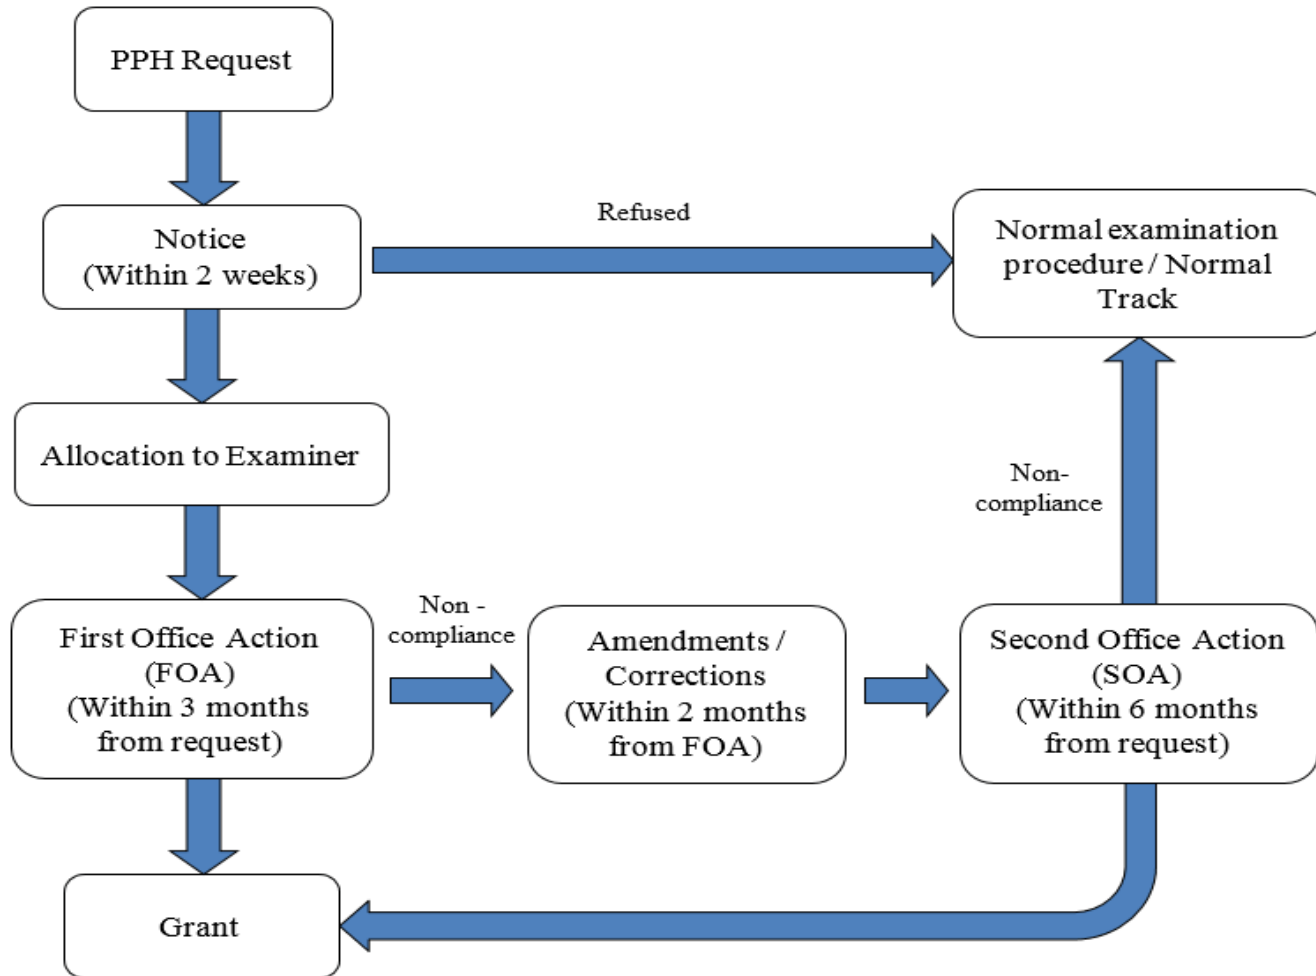 PPH Request
Refused
Notice
(Within 2 weeks)
Normal examination
procedure / Normal
Track
Allocation to Examiner
Non-
compliance
First Office Action
(FOA)
(Within 3 months
from request)
Non -
compliance
Amendments /
Corrections
(Within 2 months
from FOA)
Second Office Action
(SOA)
(Within 6 months
from request)
Grant